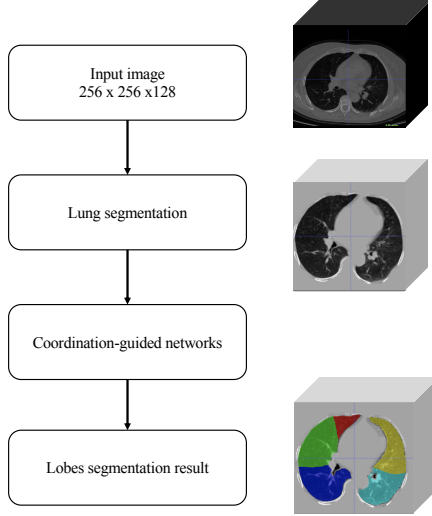 Input image
256 x 256 x128
Lung segmentation
Coordination-guided networks
Lobes segmentation result